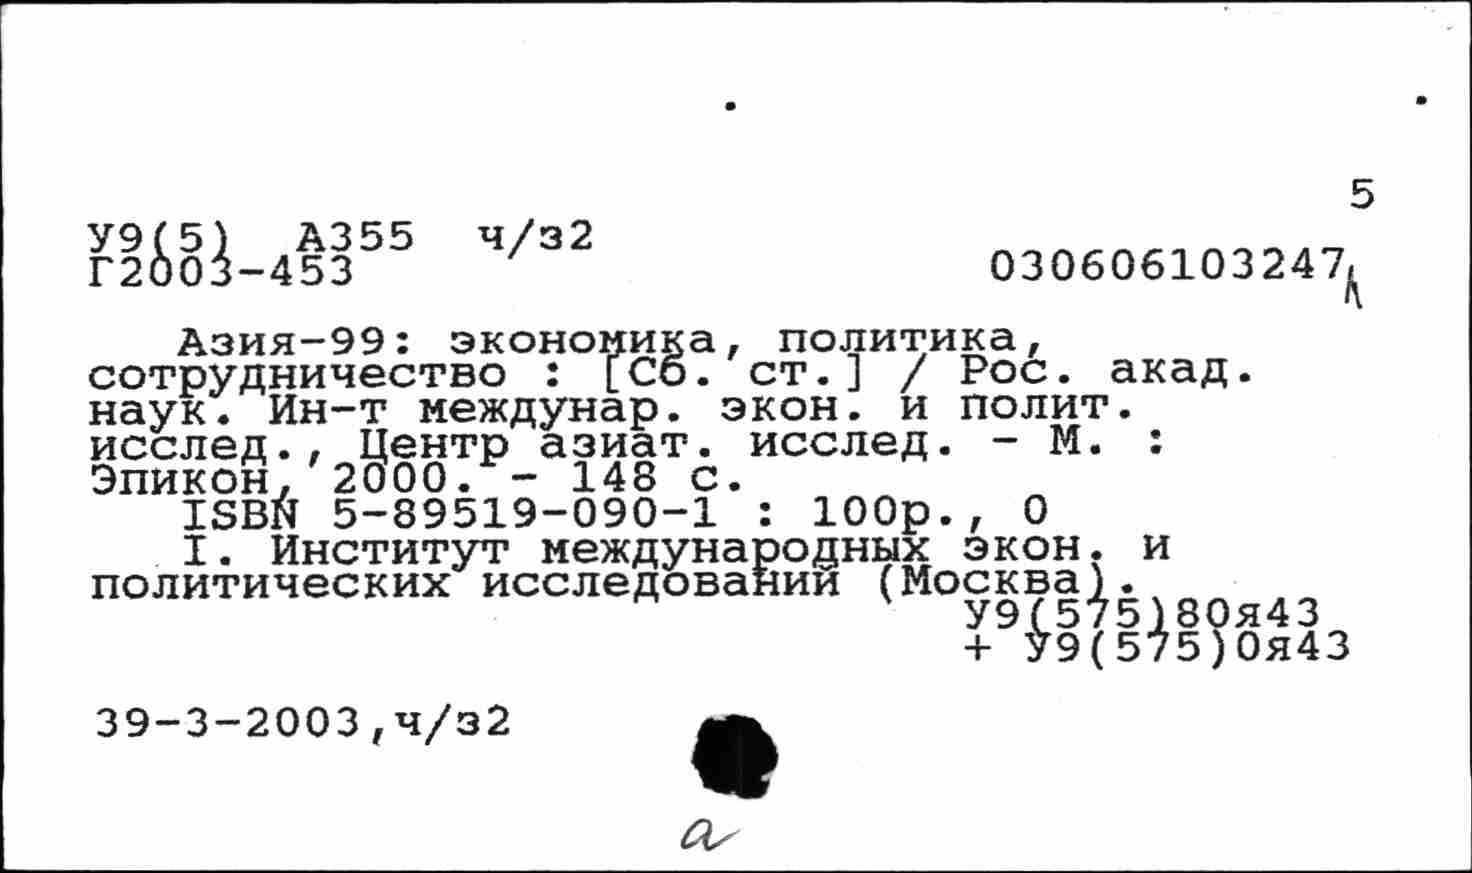 5
У9(5) А355 ч/з2
Г2003-453
030606103247
Азия-99: экономика, политика,
сотрудничество : [Сб. ст.] / Рос. акад.
наук. Ин-т междунар. экон. и полит.
исслед., Центр азиат. исслед. - М. :
Эпикон, 2000. - 148 с.
ISBN 5-89519-090-1 : 100р., 0
I. Институт международных экон. и
политических исследований (Москва).
У9(575)80я43
+ У9(575)0я43
39-3-2003,ч/з2
a